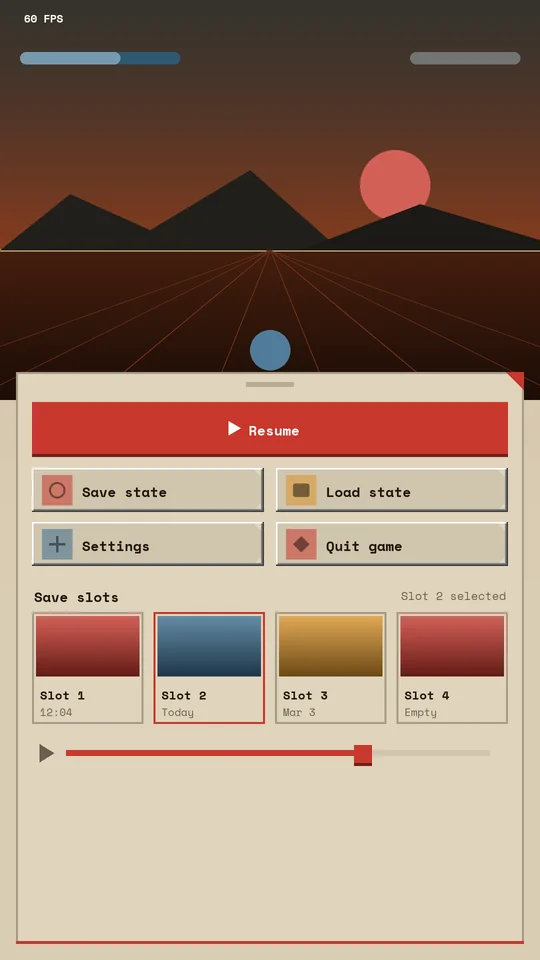 60 FPS
Resume
Save state
Load state
Settings
Quit game
Save slots
Slot 2 selected
Slot 1
12:04
Slot 2
Today
Slot 3
Mar 3
Slot 4
Empty